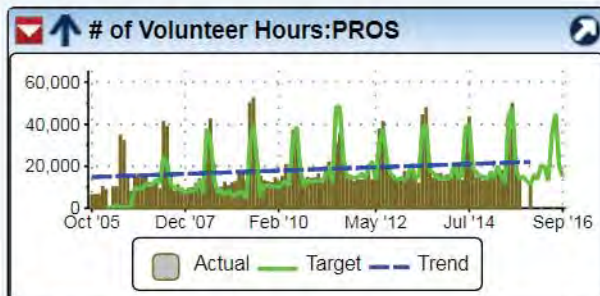 # of Volunteer Hours:PROS
60,000
40,000
20,000
0
Oct '05 Dec '07 Feb '10 May '12 Jul '14 Sep '16
Actual Target Trend